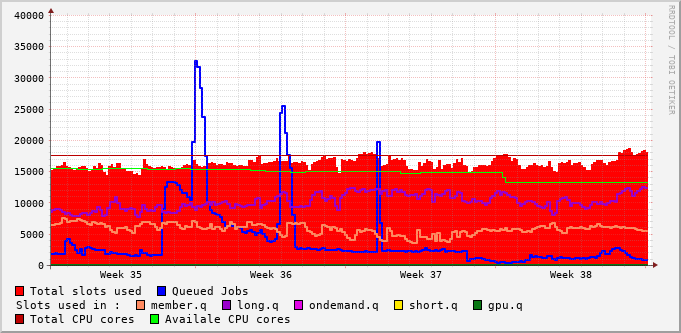 RRDTOOL / TOBI OETIKER
40000
35000
30000
25000
20000
15000
10000
5000
0
Week 35 Week 36 Week 37 Week 38
Total slots used Queued Jobs
Slots used in : member.q long.q ondemand.q short.q gpu.q
Total CPU cores Availale CPU cores